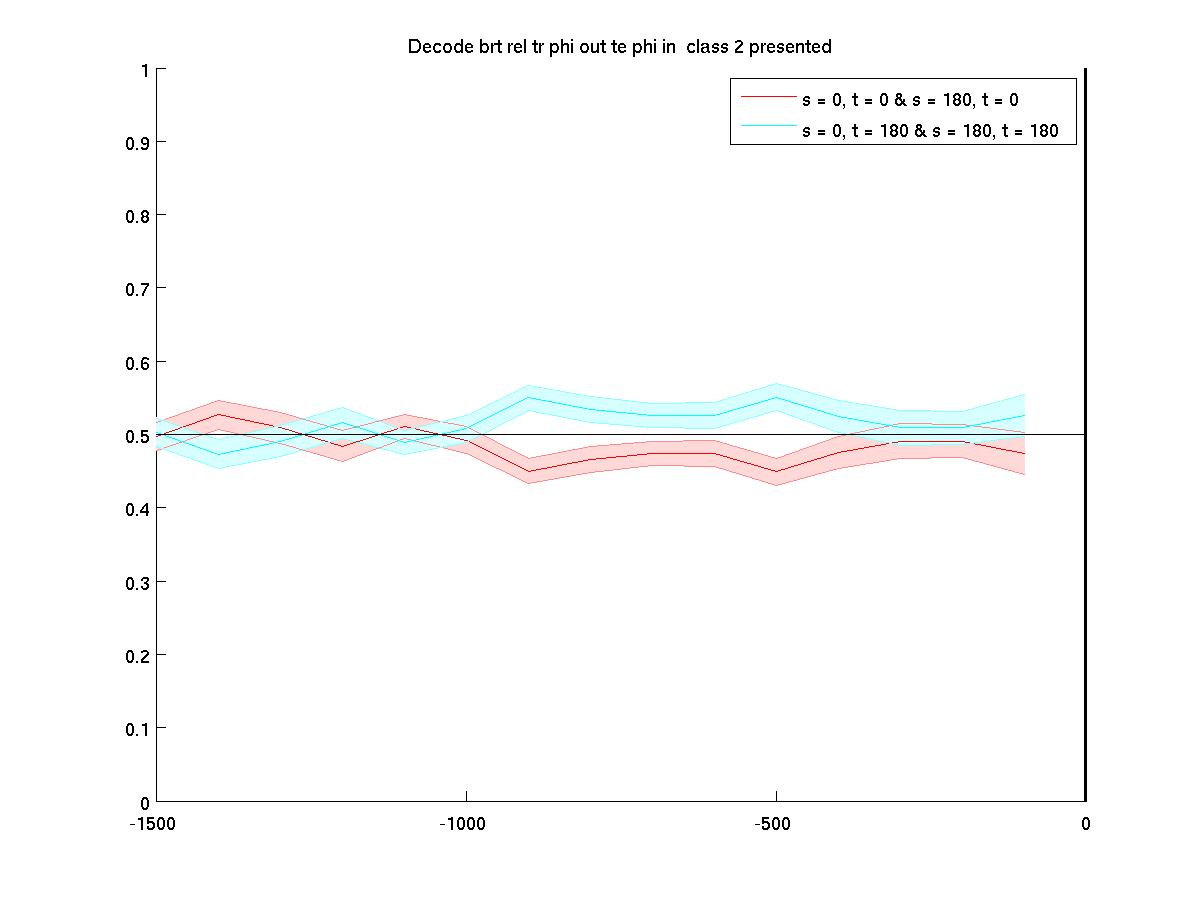 Decode brt rel tr phi out te phi in  class 2 presented
s = 0, t = 0 & s = 180, t = 0
s = 0, t = 180 & s = 180, t = 180
1
0.9
0.8
0.7
0.6
0.5
0.4
0.3
0.2
0.1
0
-1500 -1000 -500 0